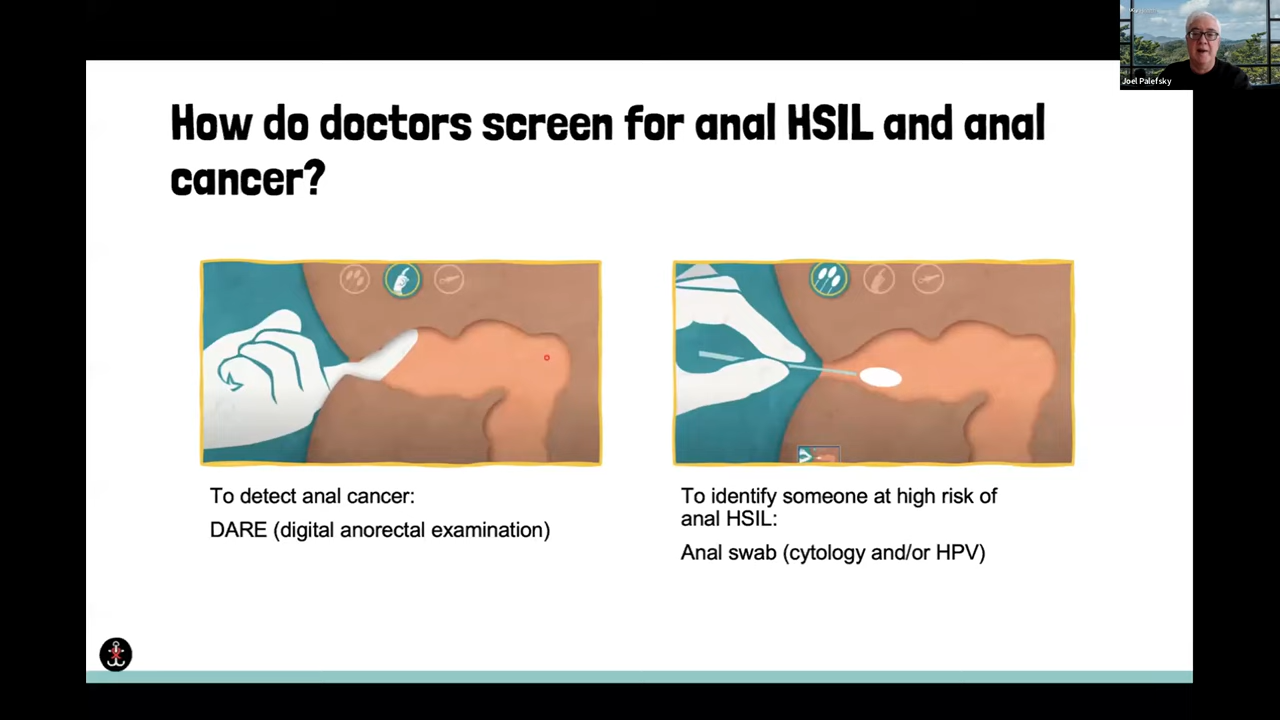 Joel Palefsky
How do doctors screen for anal HSIL and anal
cancer?
To detect anal cancer:
DARE (digital anorectal examination)
To identify someone at high risk of
anal HSIL:
Anal swab (cytology and/or HPV)